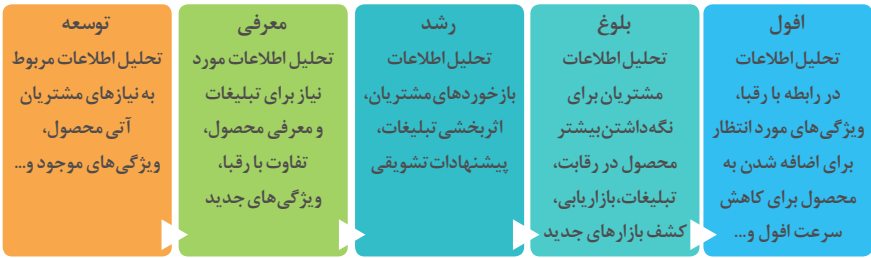 توسعه
تحلیل اطلاعات مربوط
به نیازهای مشتریان
آتی محصول،
ویژگی‌های موجود و...
معرفی
تحلیل اطلاعات مورد
نیاز برای تبلیغات
و معرفی محصول،
تفاوت با رقبا،
ویژگی‌های جدید
رشد
تحلیل اطلاعات
بازخوردهای مشتریان،
اثربخشی تبلیغات،
پیشنهادات تشویقی
بلوغ
تحلیل اطلاعات
مشتریان برای
نگه‌داشتن بیشتر
محصول در رقابت،
تبلیغات،بازاریابی،
کشف بازارهای جدید
افول
تحلیل اطلاعات
در رابطه با رقبا،
ویژگی‌های مورد انتظار
برای اضافه شدن به
محصول برای کاهش
سرعت افول و...